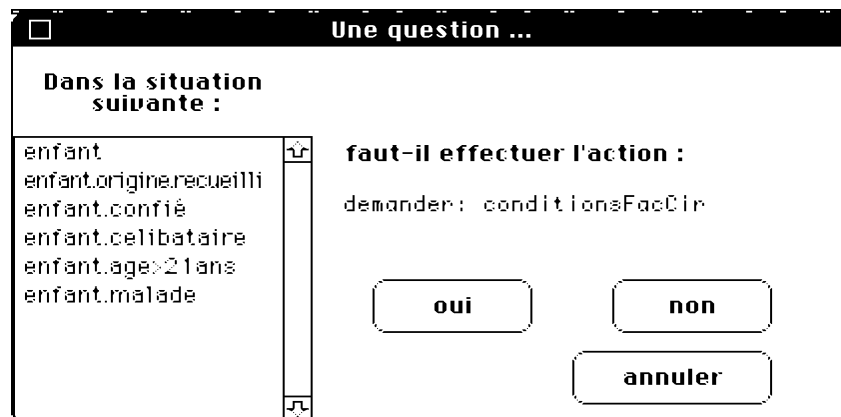 Une question ...
Dans la situation
suivante :
enfant
enfant.origine.recueilli
enfant.confié
enfant.celibataire
enfant.age>21ans
enfant.malade
faut-il effectuer l'action :
demander: conditionsFacCir
oui
non
annuler